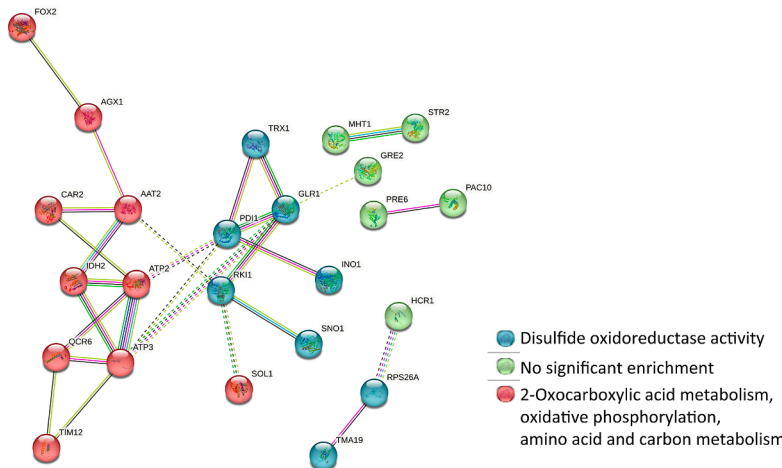 FOX2
AGX1
TRX1
MHT1
STR2
GRE2
CAR2
AAT2
GLR1
PRE6
PAC10
PDI1
IDH2
ATP2
RKI1
INO1
HCR1
QCR6
ATP3
SNO1
SOL1
RPS26A
TIM12
TMA19
Disulfide oxidoreductase activity
No significant enrichment
2-Oxocarboxylic acid metabolism,
oxidative phosphorylation,
amino acid and carbon metabolism